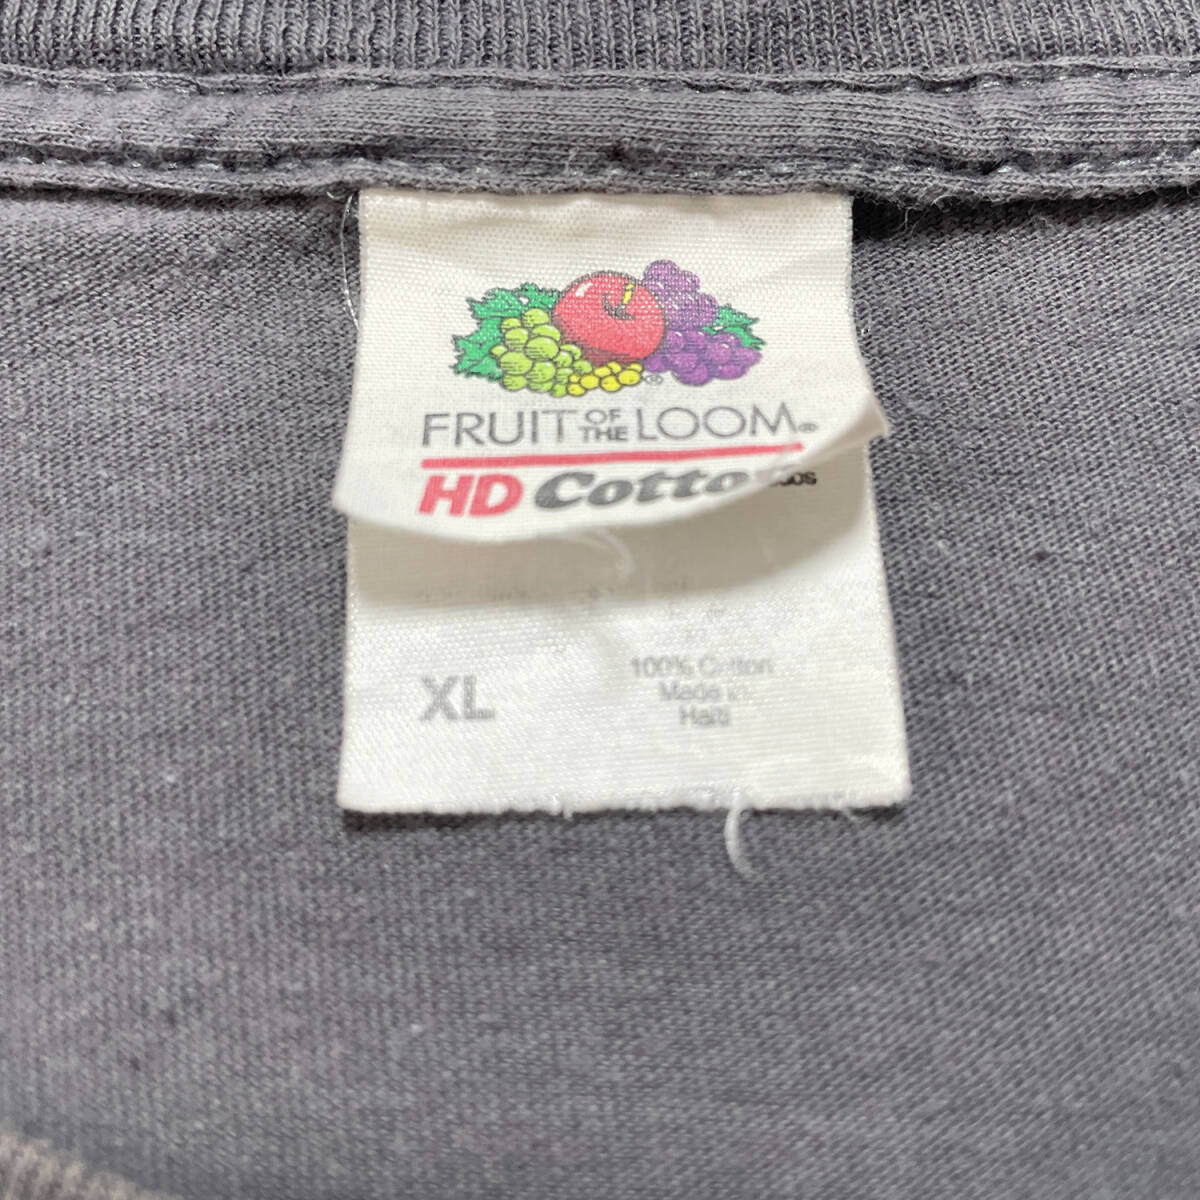 FRUIT OF THE LOOM®
HD Cotto
XL
100% Cotton
Made in
Haiti